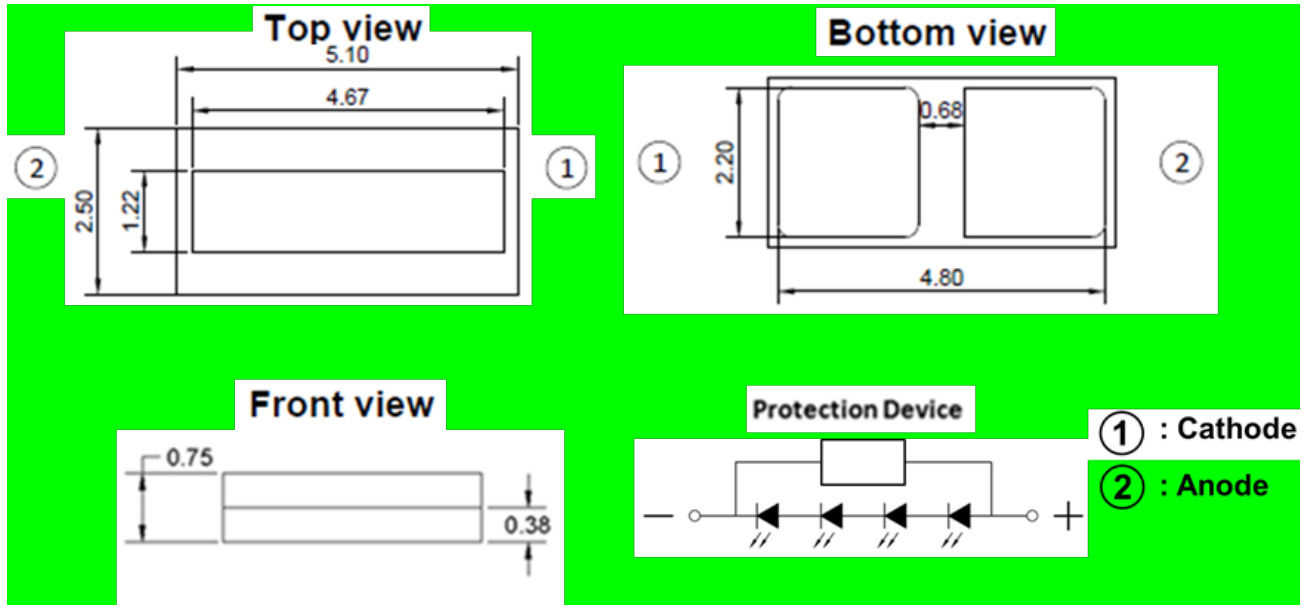 Top view
5.10
4.67
2
1
2.50
1.22
Bottom view
0.68
1
2
2.20
4.80
Front view
0.75
0.38
Protection Device
− +
1 : Cathode
2 : Anode